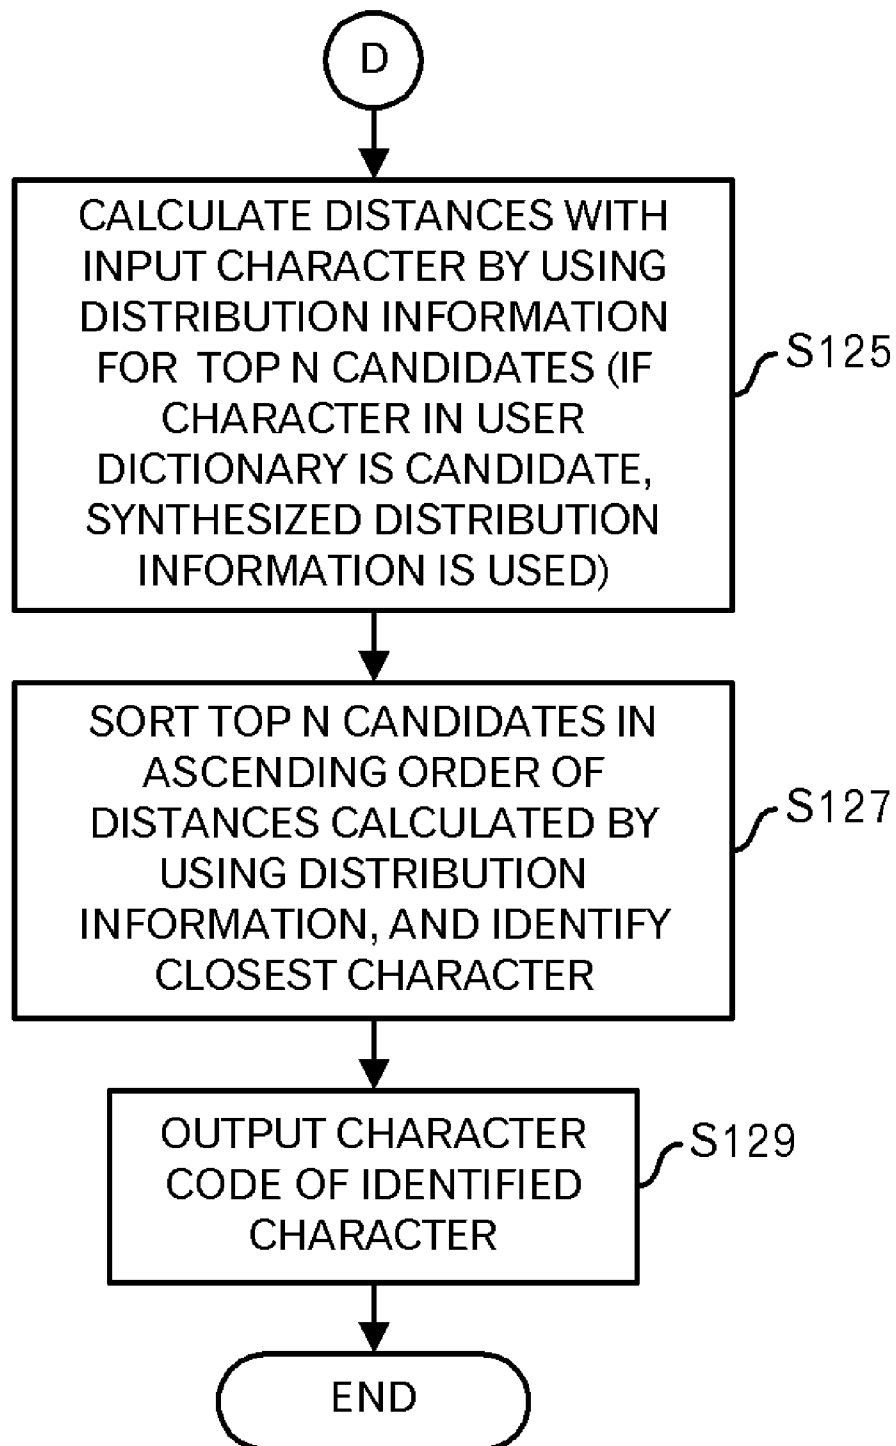 D
CALCULATE DISTANCES WITH
INPUT CHARACTER BY USING
DISTRIBUTION INFORMATION
FOR TOP N CANDIDATES (IF
CHARACTER IN USER
DICTIONARY IS CANDIDATE,
SYNTHESIZED DISTRIBUTION
INFORMATION IS USED)
S125
SORT TOP N CANDIDATES IN
ASCENDING ORDER OF
DISTANCES CALCULATED BY
USING DISTRIBUTION
INFORMATION, AND IDENTIFY
CLOSEST CHARACTER
S127
OUTPUT CHARACTER
CODE OF IDENTIFIED
CHARACTER
S129
END